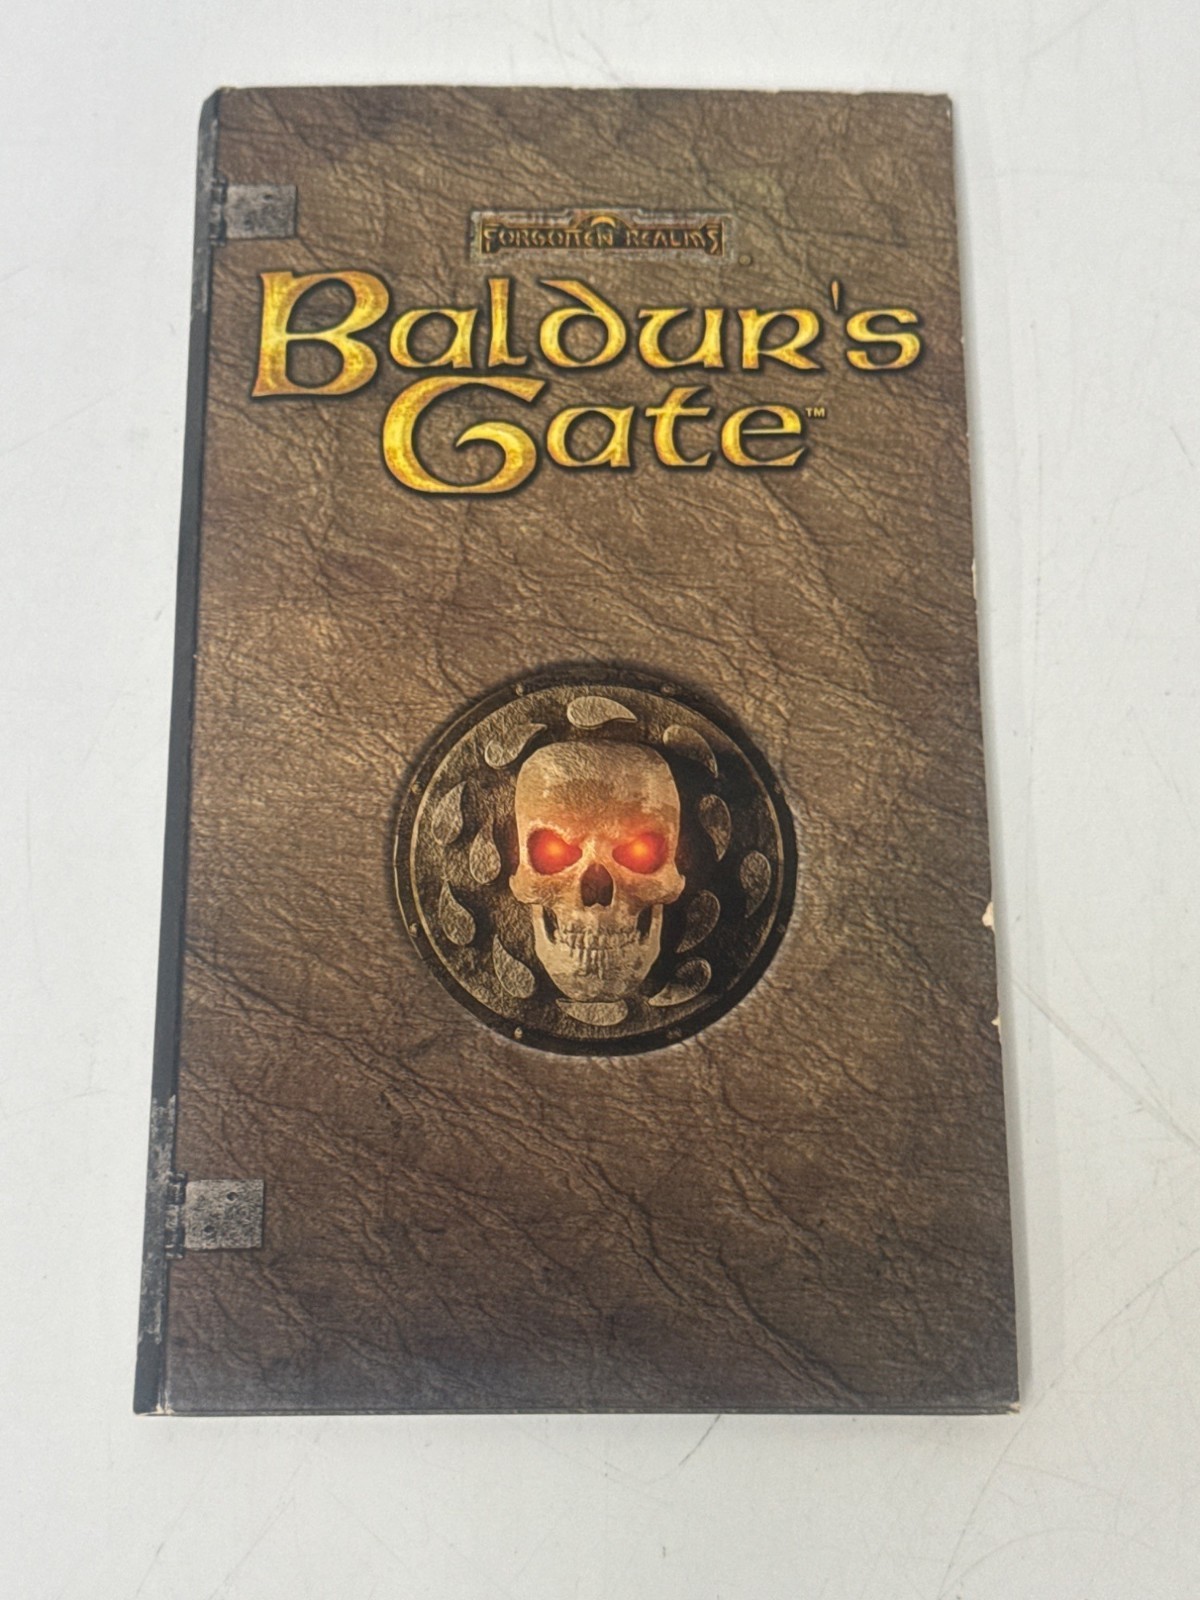 FORGOTTEN REALMS
Baldur's
Gate™